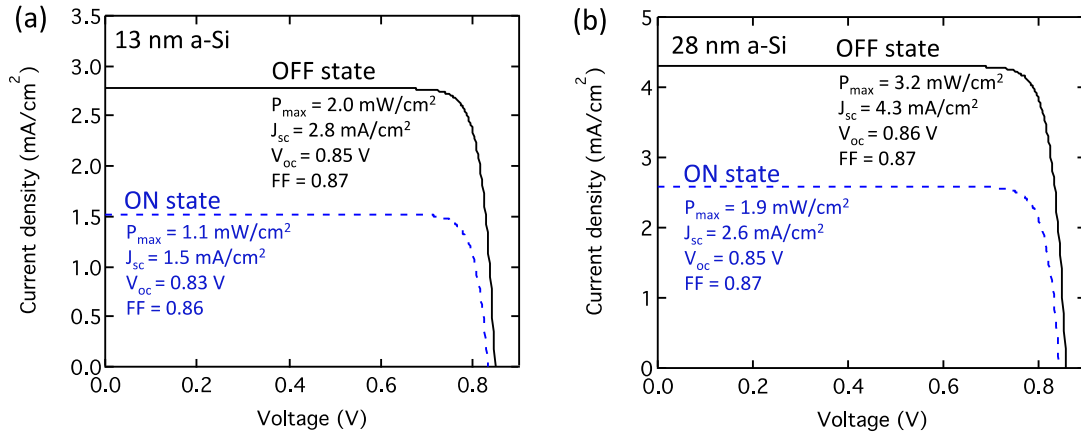 (a)
13 nm a-Si
OFF state
P_max = 2.0 mW/cm²
J_sc = 2.8 mA/cm²
V_oc = 0.85 V
FF = 0.87
ON state
P_max = 1.1 mW/cm²
J_sc = 1.5 mA/cm²
V_oc = 0.83 V
FF = 0.86
Current density (mA/cm²)
3.5
3.0
2.5
2.0
1.5
1.0
0.5
0.0
0.0 0.2 0.4 0.6 0.8
Voltage (V)
(b)
28 nm a-Si
OFF state
P_max = 3.2 mW/cm²
J_sc = 4.3 mA/cm²
V_oc = 0.86 V
FF = 0.87
ON state
P_max = 1.9 mW/cm²
J_sc = 2.6 mA/cm²
V_oc = 0.85 V
FF = 0.87
Current density (mA/cm²)
5
4
3
2
1
0
0.0 0.2 0.4 0.6 0.8
Voltage (V)